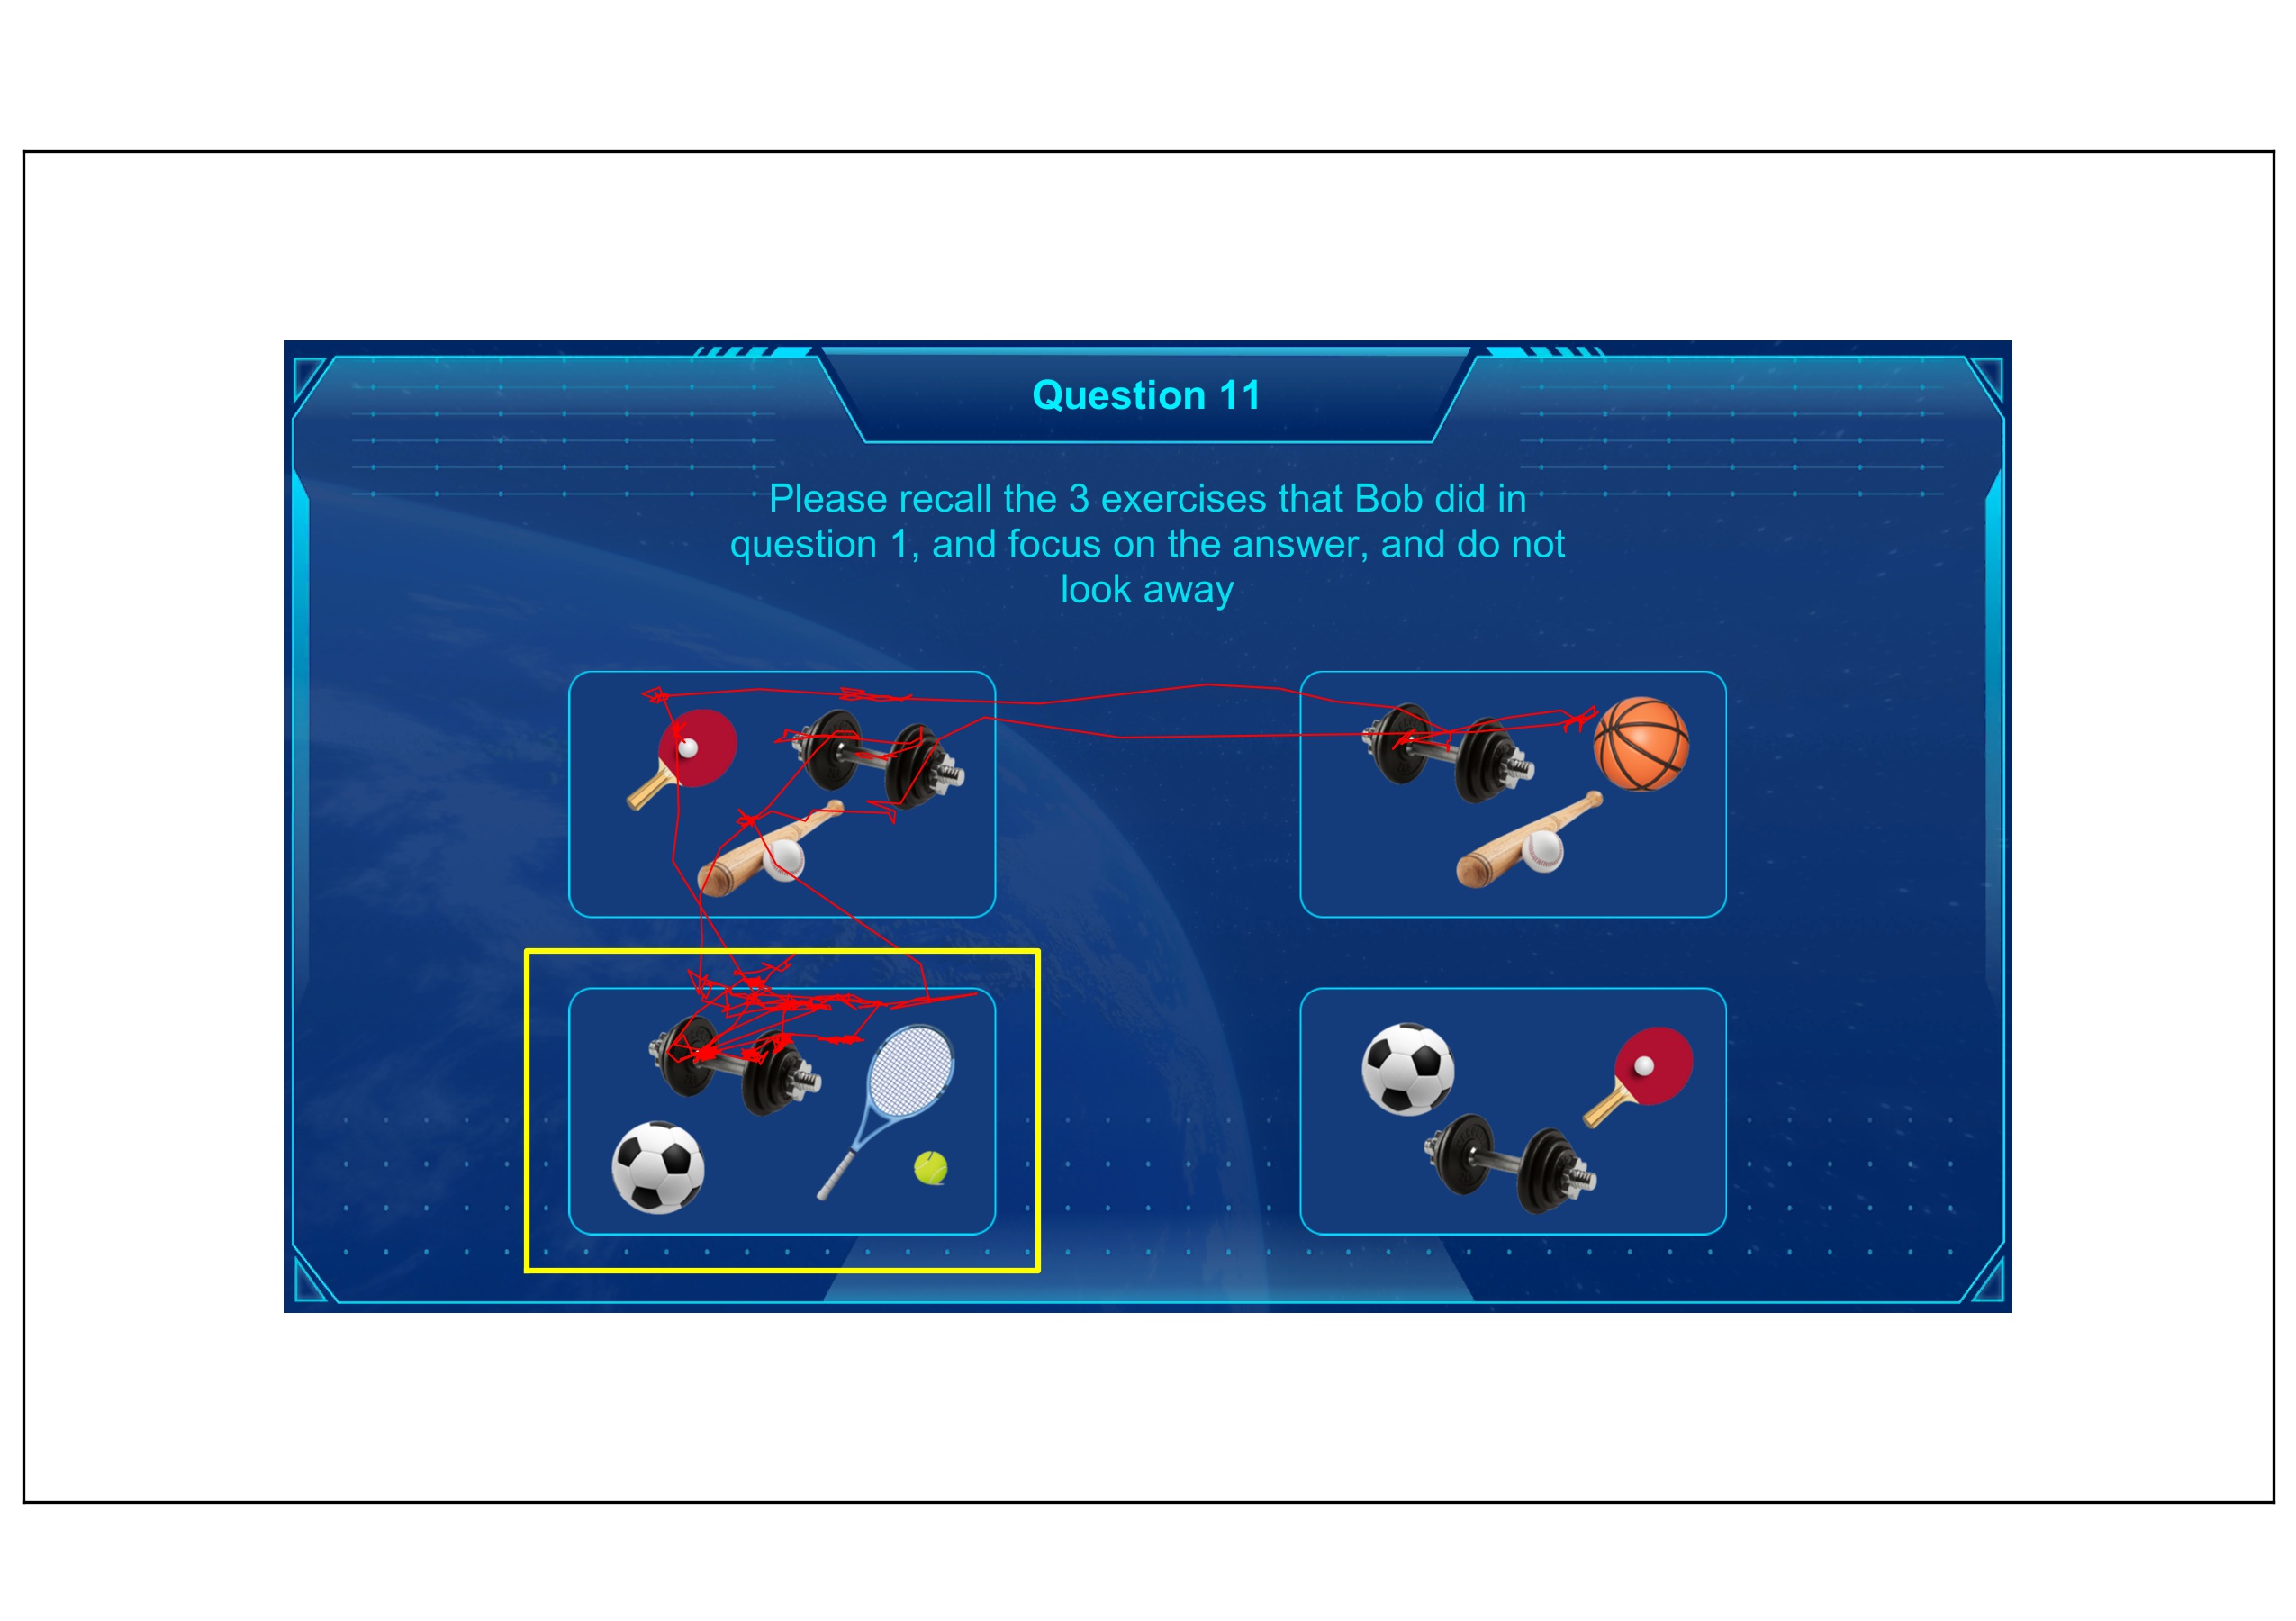 Question 11
Please recall the 3 exercises that Bob did in
question 1, and focus on the answer, and do not
look away